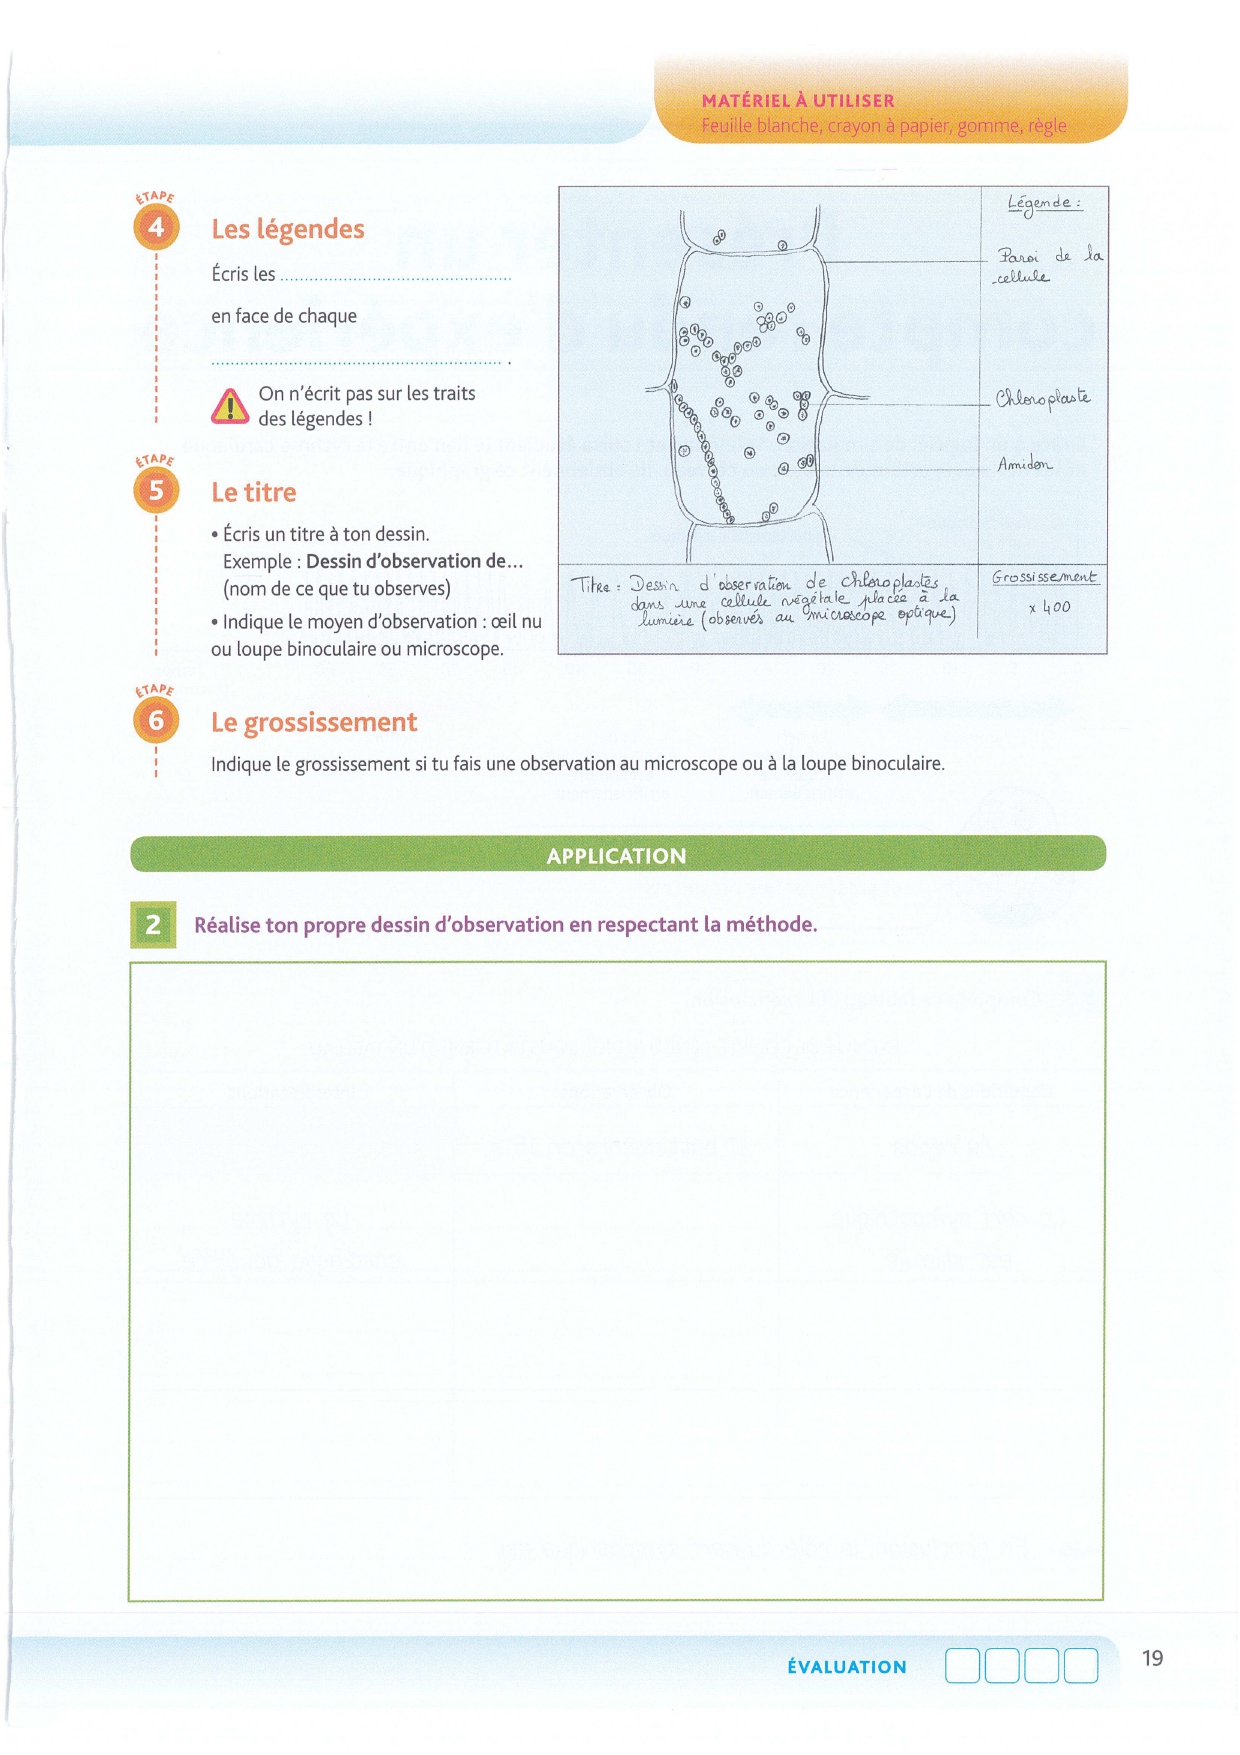 MATÉRIEL À UTILISER
Feuille blanche, crayon à papier, gomme, règle
ÉTAPE
4
Les légendes
Écris les ..........................................
en face de chaque
.................................................... .
! On n'écrit pas sur les traits
des légendes !
ÉTAPE
5
Le titre
• Écris un titre à ton dessin.
Exemple : Dessin d'observation de...
(nom de ce que tu observes)
• Indique le moyen d'observation : œil nu
ou loupe binoculaire ou microscope.
Légende :
Paroi de la
cellule
Chloroplaste
Amidon
Titre : Dessin d'observation de chloroplastes
dans une cellule végétale placée à la
lumière (observés au microscope optique)
Grossissement
x 400
ÉTAPE
6
Le grossissement
Indique le grossissement si tu fais une observation au microscope ou à la loupe binoculaire.
APPLICATION
2 Réalise ton propre dessin d'observation en respectant la méthode.
ÉVALUATION
19